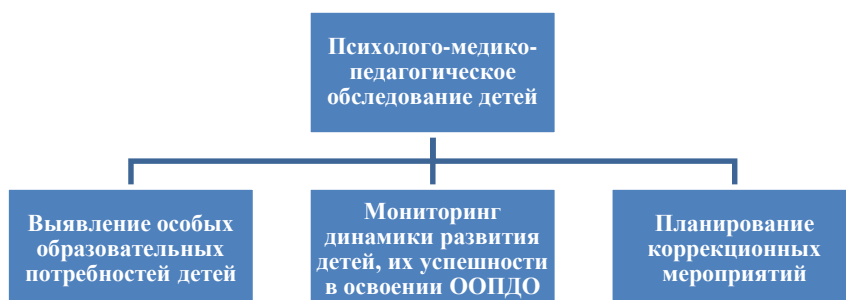 Психолого-медико-
педагогическое
обследование детей
Выявление особых
образовательных
потребностей детей
Мониторинг
динамики развития
детей, их успешности
в освоении ООПДО
Планирование
коррекционных
мероприятий